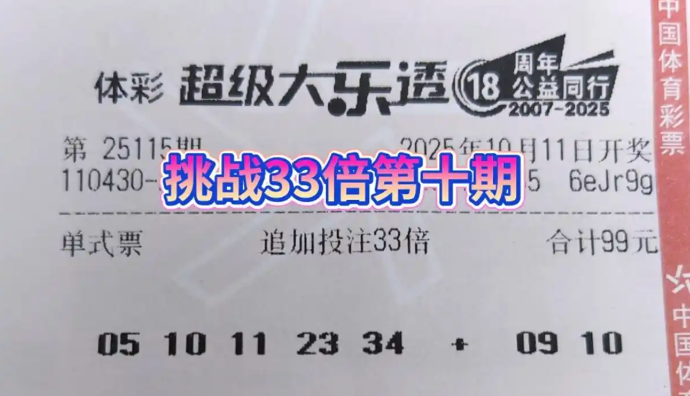 体彩 超级大乐透 18 周年
公益同行
2007-2025
第 25115期 2025年10月11日开奖
110430- 5 6eJr9g
挑战33倍第十期
单式票 追加投注33倍 合计99元
05 10 11 23 34 + 09 10
中国体育彩票
中国体